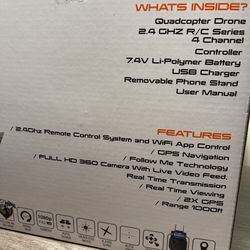 WHATS INSIDE?
Quadcopter Drone
2.4 GHZ R/C Series
4 Channel
Controller
7.4V Li-Polymer Battery
USB Charger
Removable Phone Stand
User Manual
FEATURES
/ 2.4Ghz Remote Control System and WiFi App Control
/ GPS Navigation
/ Follow Me Technology
/ FULL HD 360 Camera With Live Video Feed,
Real Time Transmission
/ Real Time Viewing
/ 2X GPS
/ Range 1000ft
1080p